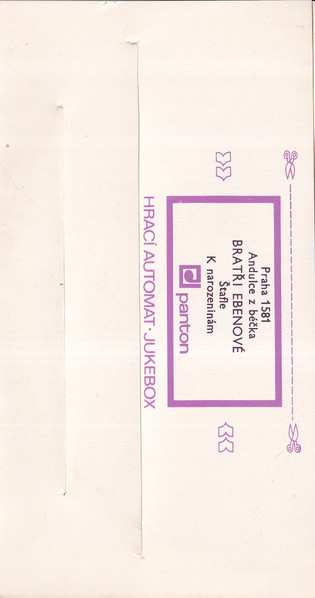 Praha 1581
Andulce z béčka
BRATŘI EBENOVÉ
Štafle
K narozeninám
panton
HRACÍ AUTOMAT · JUKEBOX